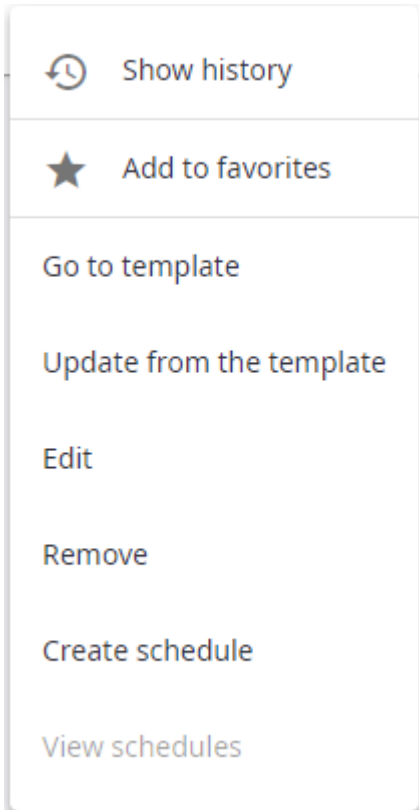 Show history
Add to favorites
Go to template
Update from the template
Edit
Remove
Create schedule
View schedules